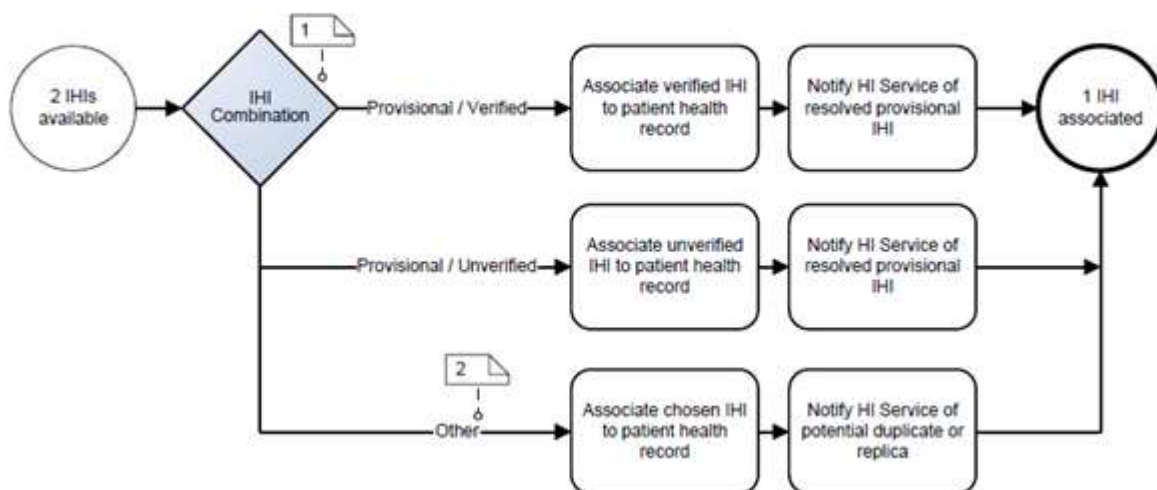 1
2 IHIs
available
IHI
Combination
Provisional / Verified
Associate verified IHI
to patient health
record
Notify HI Service of
resolved provisional
IHI
1 IHI
associated
Provisional / Unverified
Associate unverified
IHI to patient health
record
Notify HI Service of
resolved provisional
IHI
2
Other
Associate chosen IHI
to patient health
record
Notify HI Service of
potential duplicate or
replica